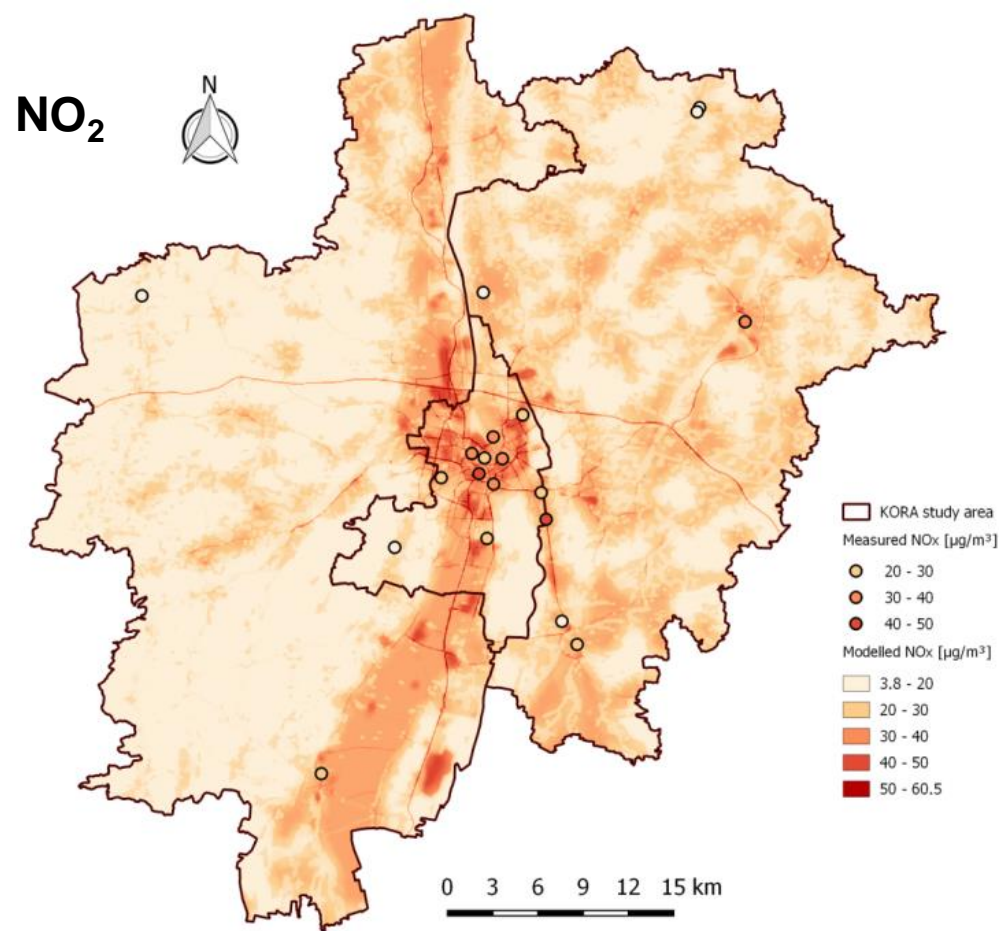 N
NO₂
KORA study area
Measured NOx [µg/m³]
20 - 30
30 - 40
40 - 50
Modelled NOx [µg/m³]
3.8 - 20
20 - 30
30 - 40
40 - 50
50 - 60.5
0 3 6 9 12 15 km